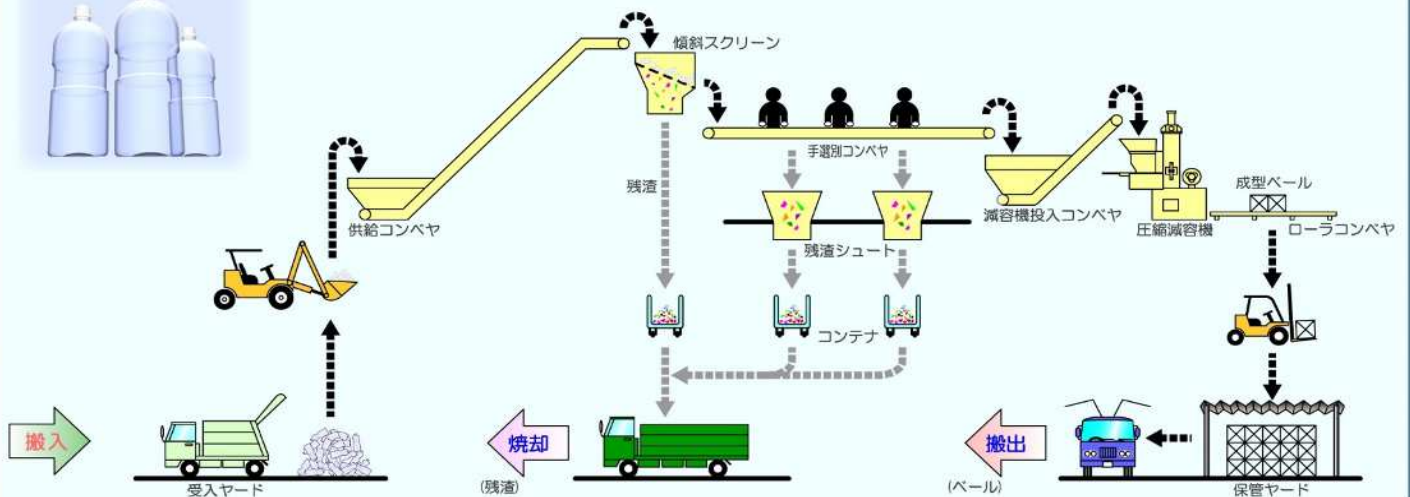 傾斜スクリーン
手選別コンベヤ
残渣
成型ベール
供給コンベヤ
減容機投入コンベヤ
圧縮減容機
ローラコンベヤ
残渣シュート
コンテナ
搬入
焼却
搬出
受入ヤード
(残渣)
(ベール)
保管ヤード